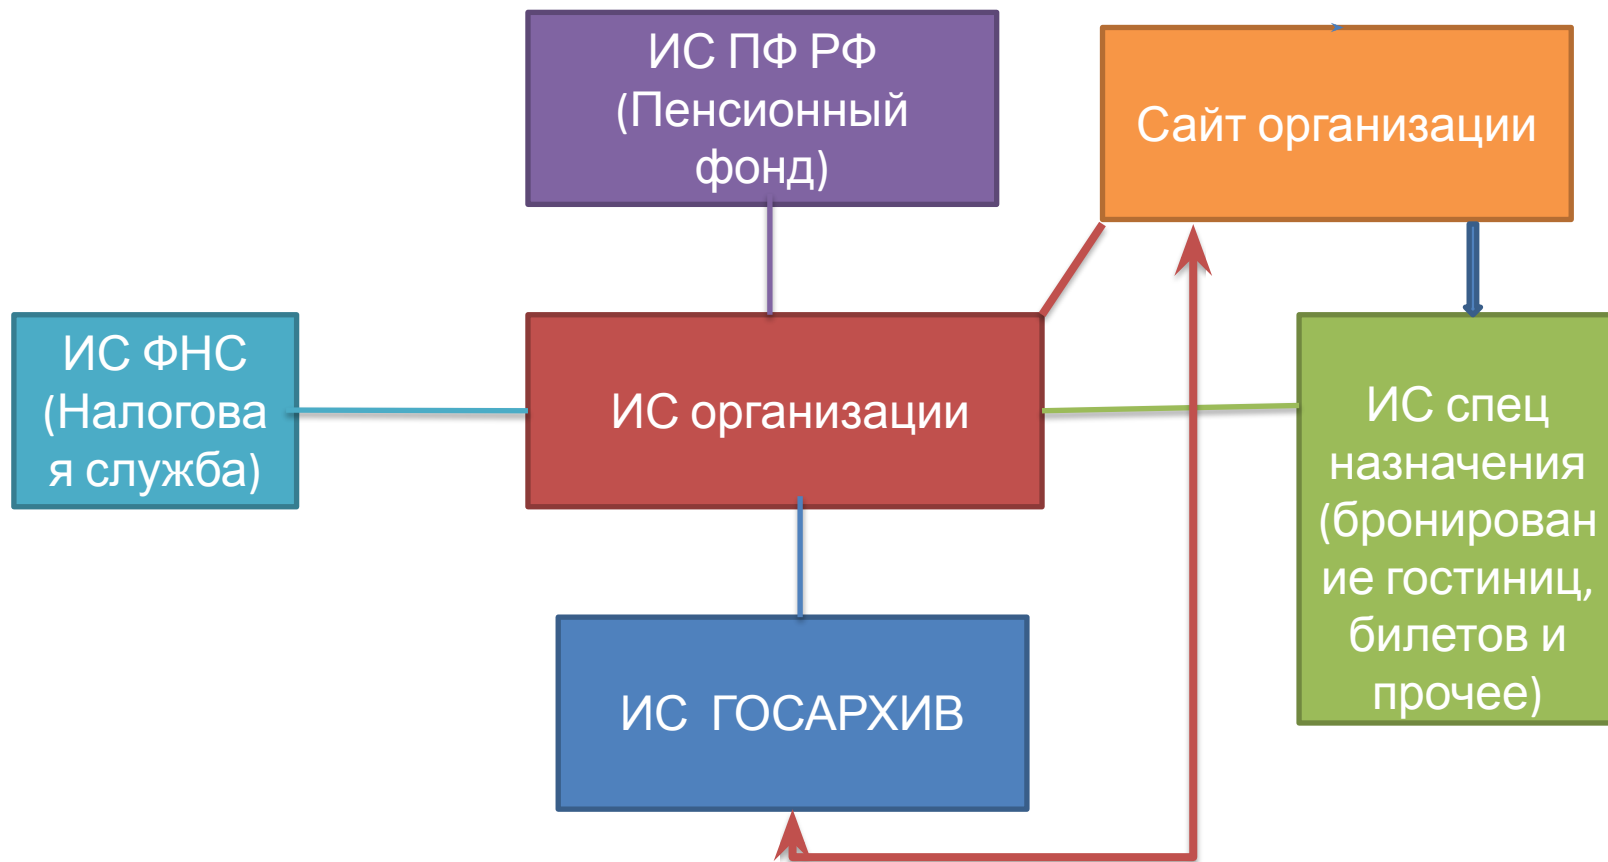 ИС ПФ РФ
(Пенсионный
фонд)
Сайт организации
ИС ФНС
(Налогова
я служба)
ИС организации
ИС спец
назначения
(бронирован
ие гостиниц,
билетов и
прочее)
ИС  ГОСАРХИВ